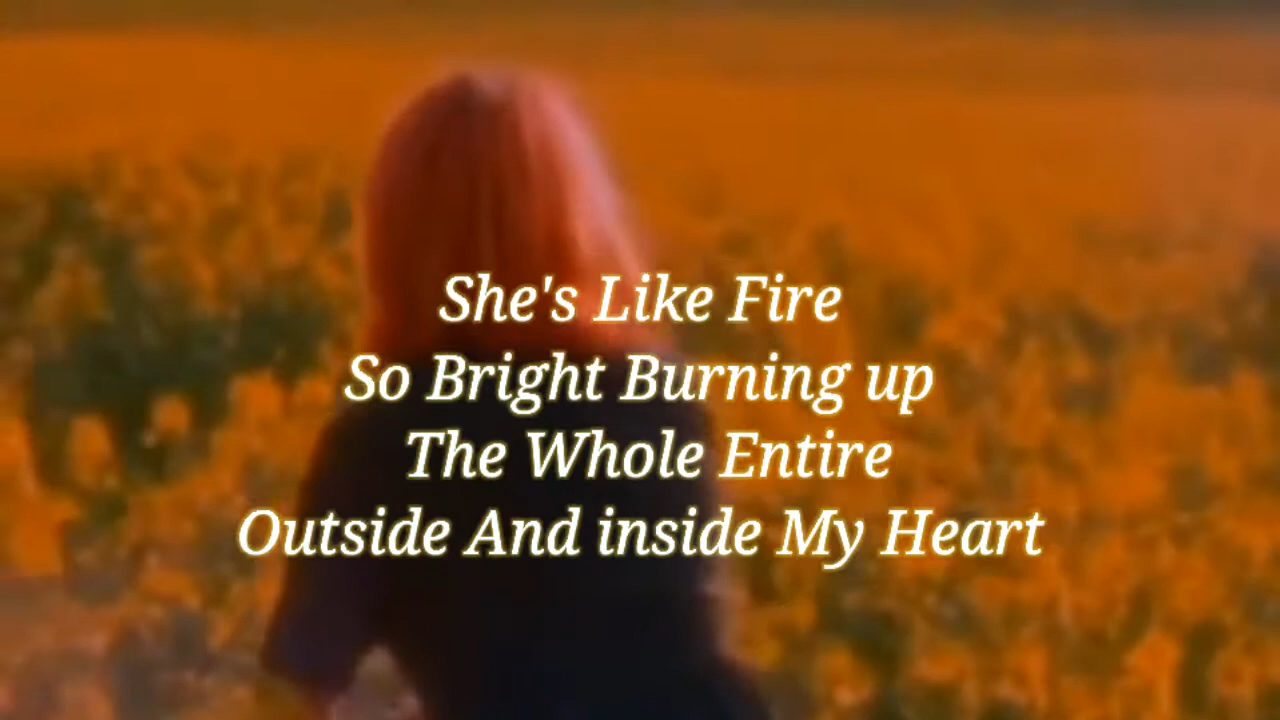 She's Like Fire
So Bright Burning up
The Whole Entire
Outside And inside My Heart